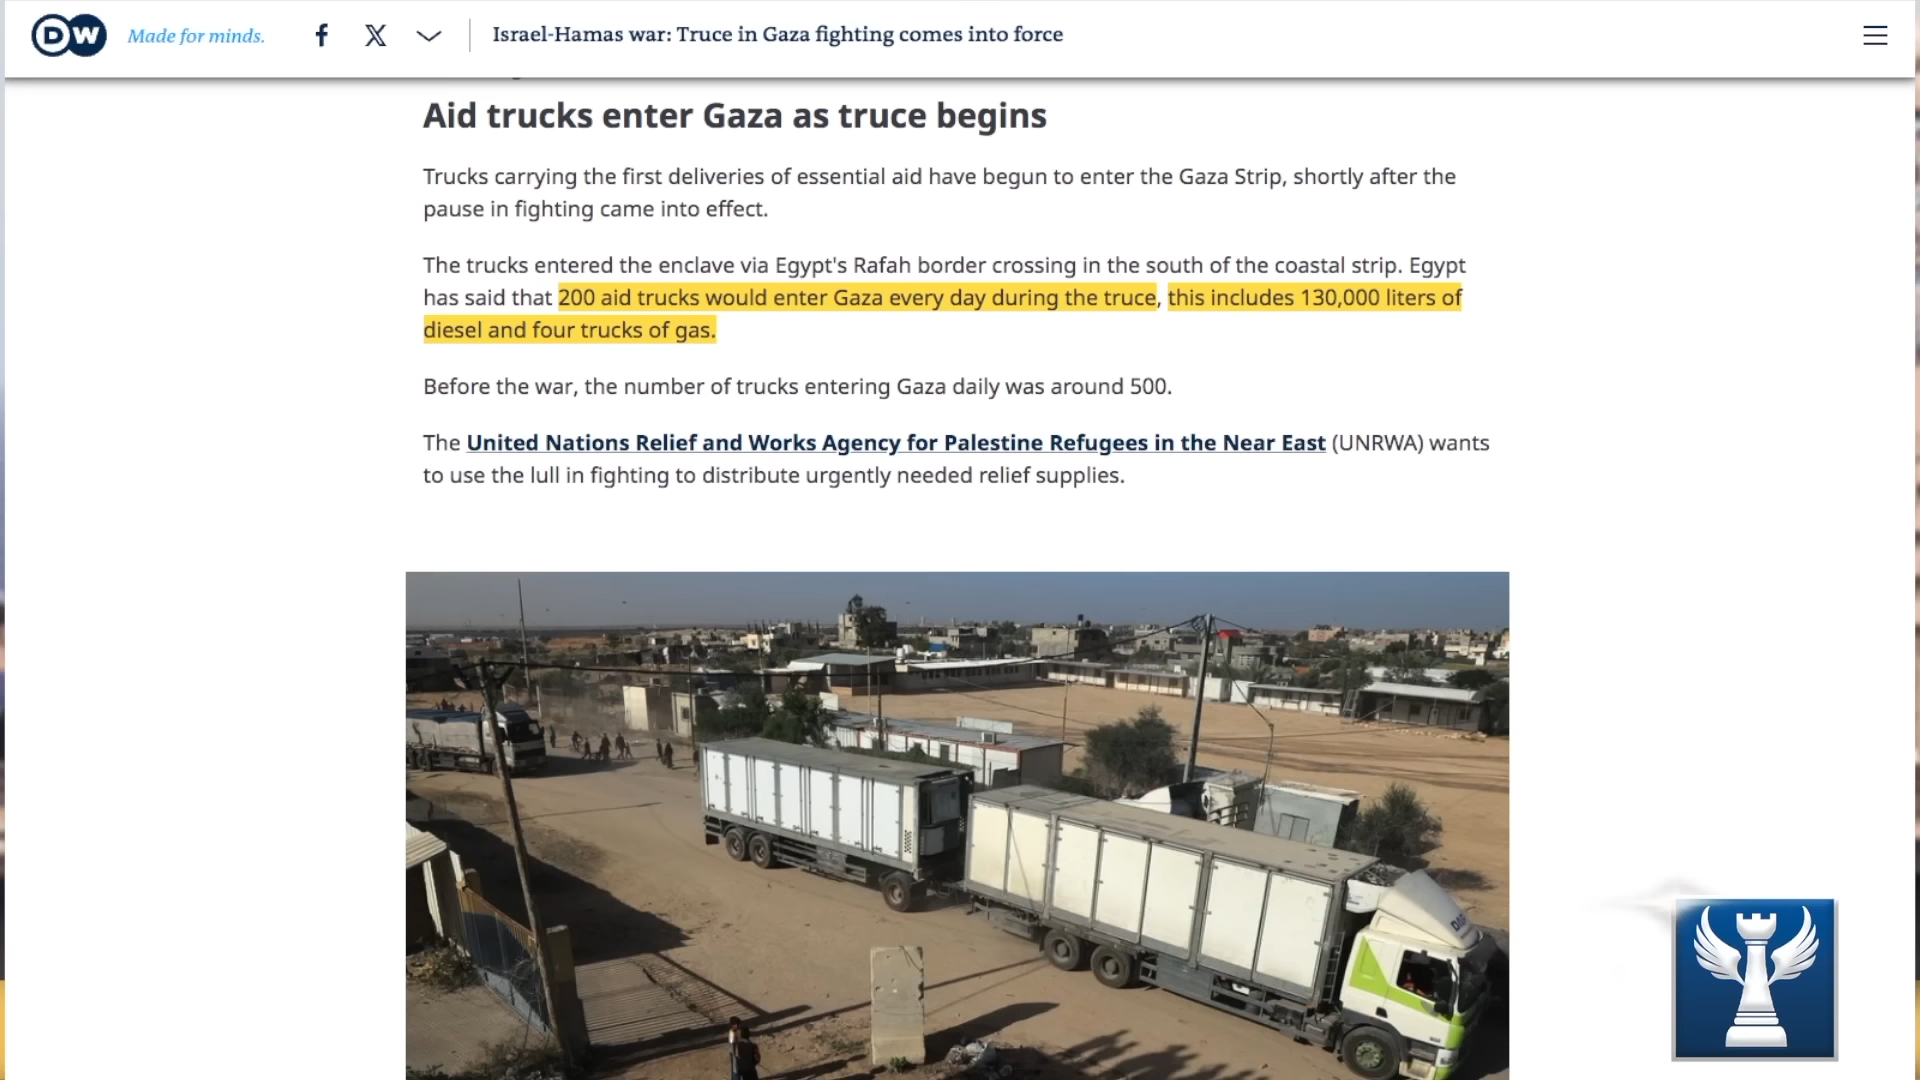 DW Made for minds. Israel-Hamas war: Truce in Gaza fighting comes into force
Aid trucks enter Gaza as truce begins
Trucks carrying the first deliveries of essential aid have begun to enter the Gaza Strip, shortly after the
pause in fighting came into effect.
The trucks entered the enclave via Egypt's Rafah border crossing in the south of the coastal strip. Egypt
has said that 200 aid trucks would enter Gaza every day during the truce, this includes 130,000 liters of
diesel and four trucks of gas.
Before the war, the number of trucks entering Gaza daily was around 500.
The United Nations Relief and Works Agency for Palestine Refugees in the Near East (UNRWA) wants
to use the lull in fighting to distribute urgently needed relief supplies.